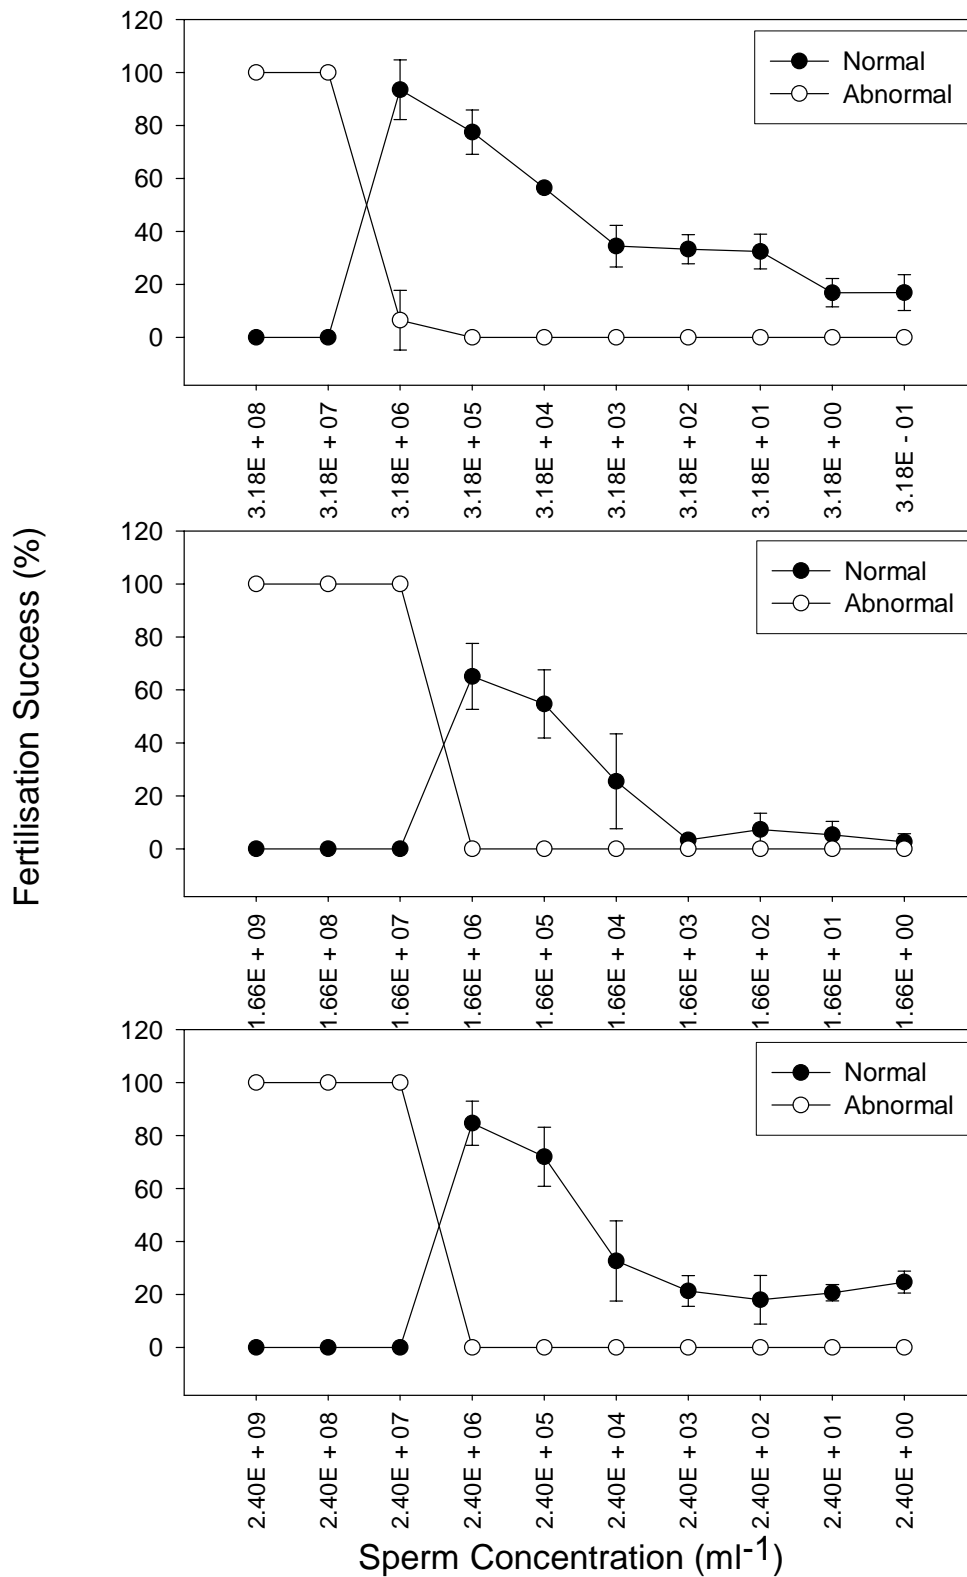 120
100
80
60
40
20
0
Normal
Abnormal
3.18E + 08
3.18E + 07
3.18E + 06
3.18E + 05
3.18E + 04
3.18E + 03
3.18E + 02
3.18E + 01
3.18E + 00
3.18E - 01
Fertilisation Success (%)
120
100
80
60
40
20
0
Normal
Abnormal
1.66E + 09
1.66E + 08
1.66E + 07
1.66E + 06
1.66E + 05
1.66E + 04
1.66E + 03
1.66E + 02
1.66E + 01
1.66E + 00
120
100
80
60
40
20
0
Normal
Abnormal
2.40E + 09
2.40E + 08
2.40E + 07
2.40E + 06
2.40E + 05
2.40E + 04
2.40E + 03
2.40E + 02
2.40E + 01
2.40E + 00
Sperm Concentration (ml⁻¹)